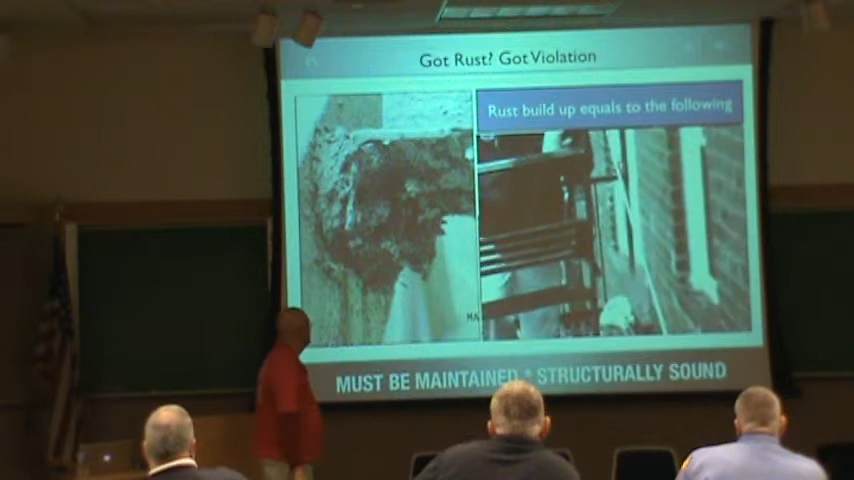 Got Rust? Got Violation
Rust build up equals to the following
MUST BE MAINTAINED * STRUCTURALLY SOUND